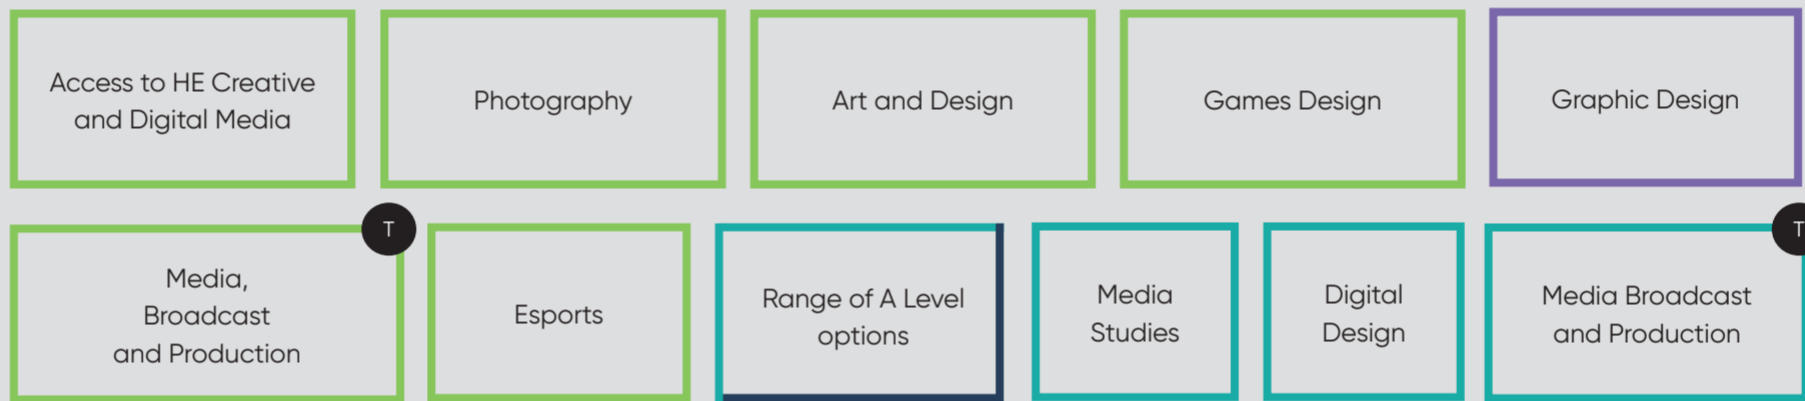 Access to HE Creative
and Digital Media
Photography
Art and Design
Games Design
Graphic Design
T
Media,
Broadcast
and Production
Esports
Range of A Level
options
Media
Studies
Digital
Design
T
Media Broadcast
and Production